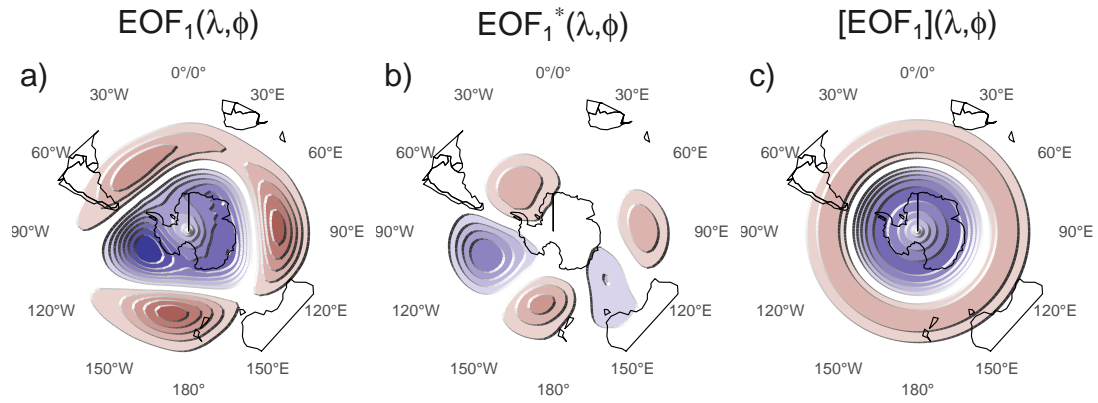 EOF₁(λ,ϕ) EOF₁*(λ,ϕ) [EOF₁](λ,ϕ)
a) b) c)
0°/0° 0°/0° 0°/0°
30°W 30°E 30°W 30°E 30°W 30°E
60°W 60°E 60°W 60°E 60°W 60°E
90°W 90°E 90°W 90°E 90°W 90°E
120°W 120°E 120°W 120°E 120°W 120°E
150°W 150°E 150°W 150°E 150°W 150°E
180° 180° 180°